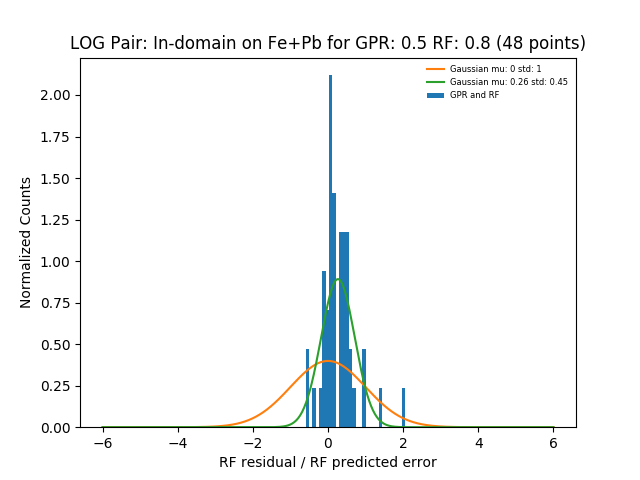 LOG Pair: In-domain on Fe+Pb for GPR: 0.5 RF: 0.8 (48 points)
Gaussian mu: 0 std: 1
Gaussian mu: 0.26 std: 0.45
GPR and RF
Normalized Counts
2.00
1.75
1.50
1.25
1.00
0.75
0.50
0.25
0.00
−6
−4
−2
0
2
4
6
RF residual / RF predicted error